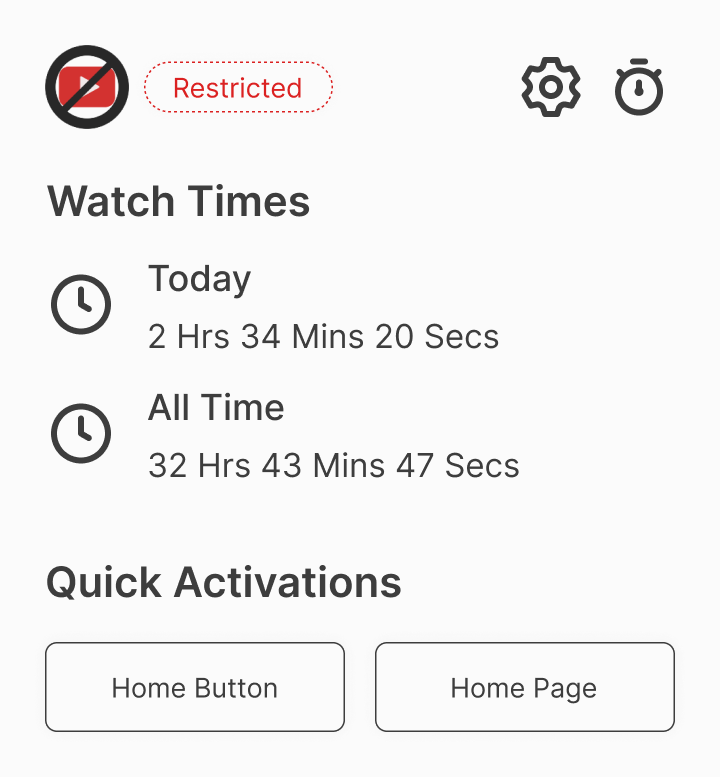 Restricted
Watch Times
Today
2 Hrs 34 Mins 20 Secs
All Time
32 Hrs 43 Mins 47 Secs
Quick Activations
Home Button
Home Page